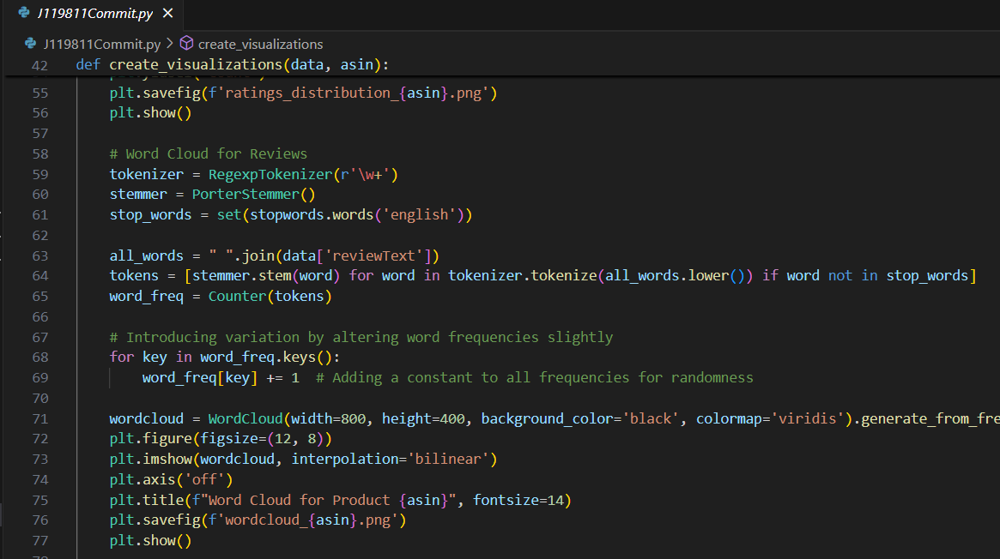 J119811Commit.py ✕
J119811Commit.py > create_visualizations
42 def create_visualizations(data, asin):
55 plt.savefig(f'ratings_distribution_{asin}.png')
56 plt.show()
57
58 # Word Cloud for Reviews
59 tokenizer = RegexpTokenizer(r'\w+')
60 stemmer = PorterStemmer()
61 stop_words = set(stopwords.words('english'))
62
63 all_words = " ".join(data['reviewText'])
64 tokens = [stemmer.stem(word) for word in tokenizer.tokenize(all_words.lower()) if word not in stop_words]
65 word_freq = Counter(tokens)
66
67 # Introducing variation by altering word frequencies slightly
68 for key in word_freq.keys():
69 word_freq[key] += 1 # Adding a constant to all frequencies for randomness
70
71 wordcloud = WordCloud(width=800, height=400, background_color='black', colormap='viridis').generate_from_fre
72 plt.figure(figsize=(12, 8))
73 plt.imshow(wordcloud, interpolation='bilinear')
74 plt.axis('off')
75 plt.title(f"Word Cloud for Product {asin}", fontsize=14)
76 plt.savefig(f'wordcloud_{asin}.png')
77 plt.show()